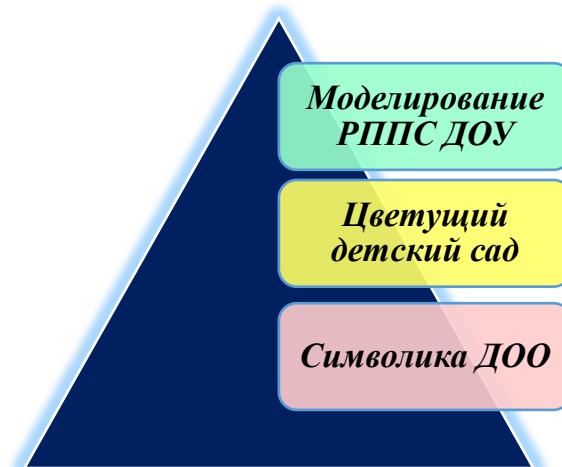 Моделирование
РППС ДОУ
Цветущий
детский сад
Символика ДОО